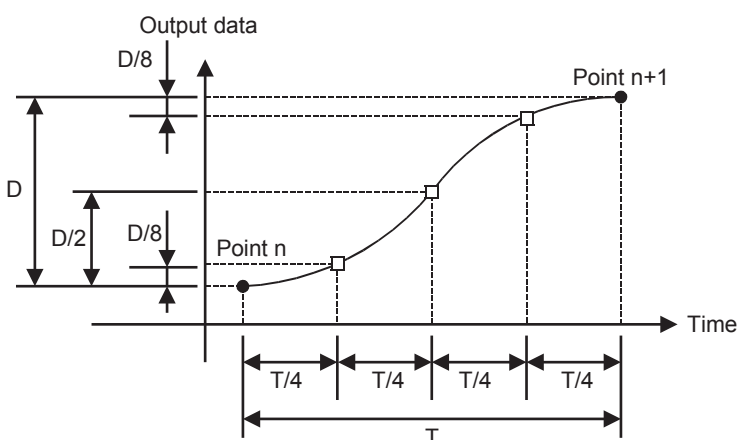 Output data
D/8
Point n+1
D
D/2
D/8
Point n
Time
T/4
T/4
T/4
T/4
T